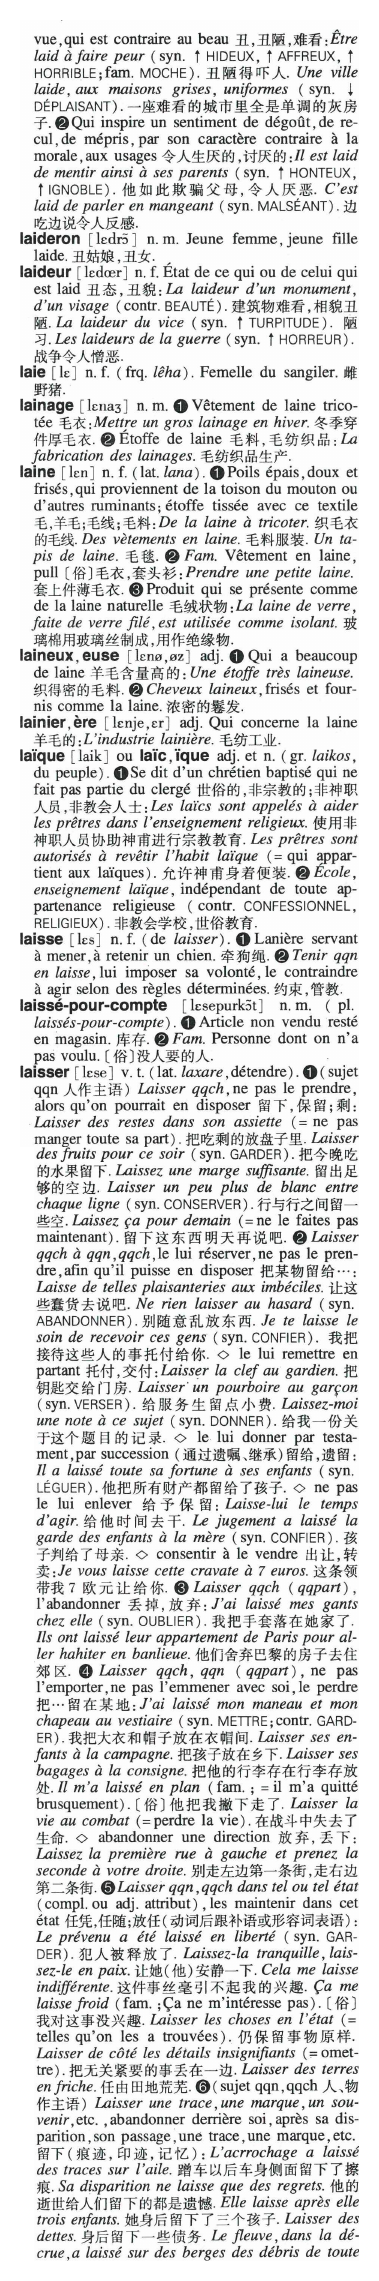 vue,qui est contraire au beau 丑,丑陋,难看:Être
laid à faire peur (syn. ↑ HIDEUX, ↑ AFFREUX, ↑
HORRIBLE;fam. MOCHE). 丑陋得吓人. Une ville
laide, aux maisons grises, uniformes (syn. ↓
DÉPLAISANT). 一座难看的城市里全是单调的灰房
子. ❷Qui inspire un sentiment de dégoût,de re-
cul,de mépris,par son caractère contraire à la
morale,aux usages 令人生厌的,讨厌的:Il est laid
de mentir ainsi à ses parents (syn. ↑ HONTEUX,
↑ IGNOBLE). 他如此欺骗父母,令人厌恶. C'est
laid de parler en mangeant (syn. MALSÉANT). 边
吃边说令人反感.
laideron [lɛdrɔ̃] n. m. Jeune femme,jeune fille
laide. 丑姑娘,丑女.
laideur [lɛdœr] n. f. État de ce qui ou de celui qui
est laid 丑态,丑貌: La laideur d'un monument,
d'un visage (contr. BEAUTÉ). 建筑物难看,相貌丑
陋. La laideur du vice (syn. ↑ TURPITUDE). 陋
习. Les laideurs de la guerre (syn. ↑ HORREUR).
战争令人憎恶.
laie [lɛ] n. f. (frq. lêha). Femelle du sanglier. 雌
野猪.
lainage [lɛnaʒ] n. m. ❶ Vêtement de laine trico-
tée 毛衣:Mettre un gros lainage en hiver. 冬季穿
件厚毛衣. ❷ Étoffe de laine 毛料,毛纺织品: La
fabrication des lainages. 毛纺织品生产.
laine [lɛn] n. f. (lat. lana). ❶Poils épais,doux et
frisés,qui proviennent de la toison du mouton ou
d'autres ruminants; étoffe tissée avec ce textile
毛,羊毛;毛线;毛料:De la laine à tricoter. 织毛衣
的毛线. Des vètements en laine. 毛料服装. Un ta-
pis de laine. 毛毯. ❷ Fam. Vêtement en laine,
pull〔俗〕毛衣,套头衫:Prendre une petite laine.
套上件薄毛衣. ❸Produit qui se présente comme
de la laine naturelle 毛绒状物:La laine de verre,
faite de verre filé,est utilisée comme isolant. 玻
璃棉用玻璃丝制成,用作绝缘物.
laineux,euse [lɛnø,øz] adj. ❶ Qui a beaucoup
de laine 羊毛含量高的: Une étoffe très laineuse.
织得密的毛料. ❷ Cheveux laineux,frisés et four-
nis comme la laine. 浓密的鬈发.
lainier,ère [lɛnje,ɛr] adj. Qui concerne la laine
羊毛的:L'industrie lainière. 毛纺工业.
laïque [laik] ou laïc,ïque adj. et n. (gr. laikos,
du peuple). ❶Se dit d'un chrétien baptisé qui ne
fait pas partie du clergé 世俗的,非宗教的;非神职
人员,非教会人士:Les laïcs sont appelés à aider
les prêtres dans l'enseignement religieux. 使用非
神职人员协助神甫进行宗教教育. Les prêtres sont
autorisés à revêtir l'habit laïque (= qui appar-
tient aux laïques). 允许神甫身着便装. ❷ École,
enseignement laïque, indépendant de toute ap-
partenance religieuse ( contr. CONFESSIONNEL,
RELIGIEUX). 非教会学校,世俗教育.
laisse [lɛs] n. f. (de laisser). ❶ Lanière servant
à mener,à retenir un chien. 牵狗绳. ❷Tenir qqn
en laisse,lui imposer sa volonté,le contraindre
à agir selon des règles déterminées. 约束,管教.
laissé-pour-compte [lɛsepurkɔ̃t] n. m. ( pl.
laissés-pour-compte). ❶ Article non vendu resté
en magasin. 库存. ❷ Fam. Personne dont on n'a
pas voulu.〔俗〕没人要的人.
laisser [lɛse] v. t. (lat. laxare,détendre). ❶(sujet
qqn 人作主语) Laisser qqch,ne pas le prendre,
alors qu'on pourrait en disposer 留下,保留;剩:
Laisser des restes dans son assiette (= ne pas
manger toute sa part). 把吃剩的放盘子里. Laisser
des fruits pour ce soir (syn. GARDER). 把今晚吃
的水果留下. Laissez une marge suffisante. 留出足
够的空边. Laisser un peu plus de blanc entre
chaque ligne (syn. CONSERVER). 行与行之间留一
些空. Laissez ça pour demain (=ne le faites pas
maintenant). 留下这东西明天再说吧. ❷ Laisser
qqch à qqn,qqch,le lui réserver,ne pas le pren-
dre,afin qu'il puisse en disposer 把某物留给…:
Laisse de telles plaisanteries aux imbéciles. 让这
些蠢货去说吧. Ne rien laisser au hasard (syn.
ABANDONNER). 别随意乱放东西. Je te laisse le
soin de recevoir ces gens (syn. CONFIER). 我把
接待这些人的事托付给你. ◇ le lui remettre en
partant 托付,交付:Laisser la clef au gardien. 把
钥匙交给门房. Laisser un pourboire au garçon
(syn. VERSER). 给服务生留点小费. Laissez-moi
une note à ce sujet (syn. DONNER). 给我一份关
于这个题目的记录. ◇ le lui donner par testa-
ment,par succession (通过遗嘱、继承)留给,遗留:
Il a laissé toute sa fortune à ses enfants (syn.
LÉGUER). 他把所有财产都留给了孩子. ◇ ne pas
le lui enlever 给予保留: Laisse-lui le temps
d'agir. 给他时间去干. Le jugement a laissé la
garde des enfants à la mère (syn. CONFIER). 孩
子判给了母亲. ◇ consentir à le vendre 出让,转
卖:Je vous laisse cette cravate à 7 euros. 这条领
带我 7 欧元让给你. ❸ Laisser qqch (qqpart),
l'abandonner 丢掉,放弃: J'ai laissé mes gants
chez elle (syn. OUBLIER). 我把手套落在她家了.
Ils ont laissé leur appartement de Paris pour al-
ler habiter en banlieue. 他们舍弃巴黎的房子去住
郊区. ❹ Laisser qqch, qqn ( qqpart), ne pas
l'emporter,ne pas l'emmener avec soi,le perdre
把…留在某地:J'ai laissé mon maneau et mon
chapeau au vestiaire (syn. METTRE;contr. GARD-
ER). 我把大衣和帽子放在衣帽间. Laisser ses en-
fants à la campagne. 把孩子放在乡下. Laisser ses
bagages à la consigne. 把他的行李存在行李存放
处. Il m'a laissé en plan (fam. ; = il m'a quitté
brusquement).〔俗〕他把我撇下走了. Laisser la
vie au combat (=perdre la vie). 在战斗中失去了
生命. ◇ abandonner une direction 放弃,丢下:
Laissez la première rue à gauche et prenez la
seconde à votre droite. 别走左边第一条街,走右边
第二条街. ❺Laisser qqn,qqch dans tel ou tel état
(compl. ou adj. attribut),les maintenir dans cet
état 任凭,任随;放任(动词后跟补语或形容词表语):
Le prévenu a été laissé en liberté (syn. GAR-
DER). 犯人被释放了. Laissez-la tranquille,lais-
sez-le en paix. 让她(他)安静一下. Cela me laisse
indifférente. 这件事丝毫引不起我的兴趣. Ça me
laisse froid (fam. ;Ça ne m'intéresse pas).〔俗〕
我对这事没兴趣. Laisser les choses en l'état (=
telles qu'on les a trouvées). 仍保留事物原样.
Laisser de côté les détails insignifiants (= omet-
tre). 把无关紧要的事丢在一边. Laisser des terres
en friche. 任由田地荒芜. ❻(sujet qqn,qqch 人、物
作主语) Laisser une trace,une marque,un sou-
venir,etc. ,abandonner derrière soi,après sa dis-
parition,son passage,une trace,une marque,etc.
留下(痕迹,印迹,记忆): L'acrrochage a laissé
des traces sur l'aile. 蹭车以后车身侧面留下了擦
痕. Sa disparition ne laisse que des regrets. 他的
逝世给人们留下的都是遗憾. Elle laisse après elle
trois enfants. 她身后留下了三个孩子. Laisser des
dettes. 身后留下一些债务. Le fleuve,dans la dé-
crue,a laissé sur des berges des débris de toute